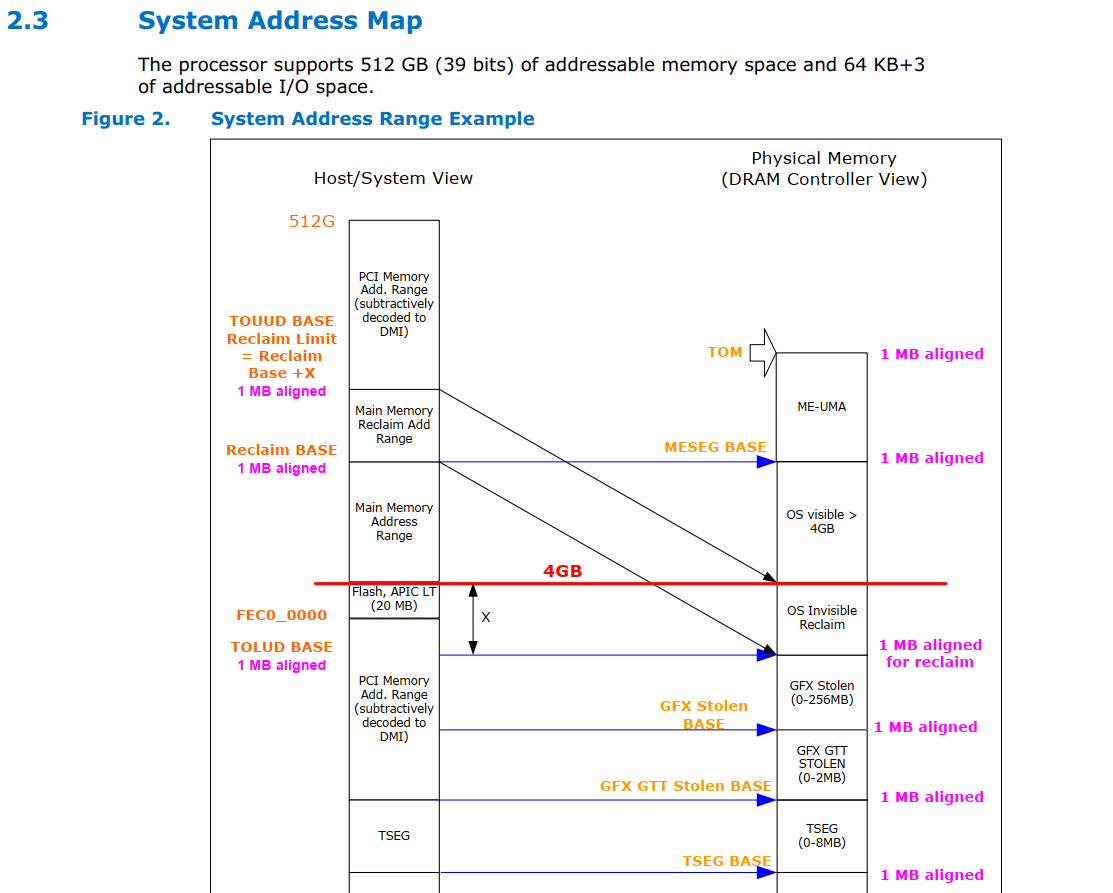 2.3 System Address Map
The processor supports 512 GB (39 bits) of addressable memory space and 64 KB+3
of addressable I/O space.
Figure 2. System Address Range Example
Host/System View
Physical Memory
(DRAM Controller View)
512G
PCI Memory
Add. Range
(subtractively
decoded to
DMI)
TOUUD BASE
Reclaim Limit
= Reclaim
Base +X
1 MB aligned
TOM
1 MB aligned
ME-UMA
Main Memory
Reclaim Add
Range
Reclaim BASE
1 MB aligned
MESEG BASE
1 MB aligned
Main Memory
Address
Range
OS visible >
4GB
4GB
Flash, APIC LT
(20 MB)
FEC0_0000
X
OS Invisible
Reclaim
TOLUD BASE
1 MB aligned
1 MB aligned
for reclaim
PCI Memory
Add. Range
(subtractively
decoded to
DMI)
GFX Stolen
(0-256MB)
GFX Stolen
BASE
1 MB aligned
GFX GTT
STOLEN
(0-2MB)
GFX GTT Stolen BASE
1 MB aligned
TSEG
TSEG
(0-8MB)
TSEG BASE
1 MB aligned